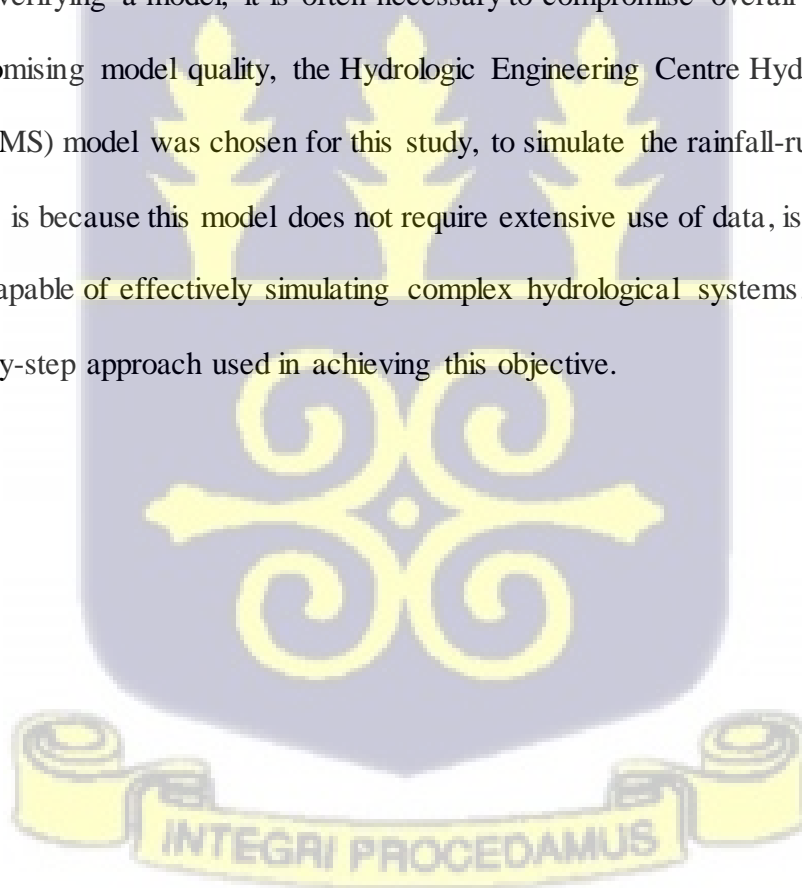 verifying a model, it is often necessary to compromise overall
omising model quality, the Hydrologic Engineering Centre Hyd
MS) model was chosen for this study, to simulate the rainfall-ru
is because this model does not require extensive use of data, is
apable of effectively simulating complex hydrological systems.
y-step approach used in achieving this objective.
INTEGRI PROCEDAMUS